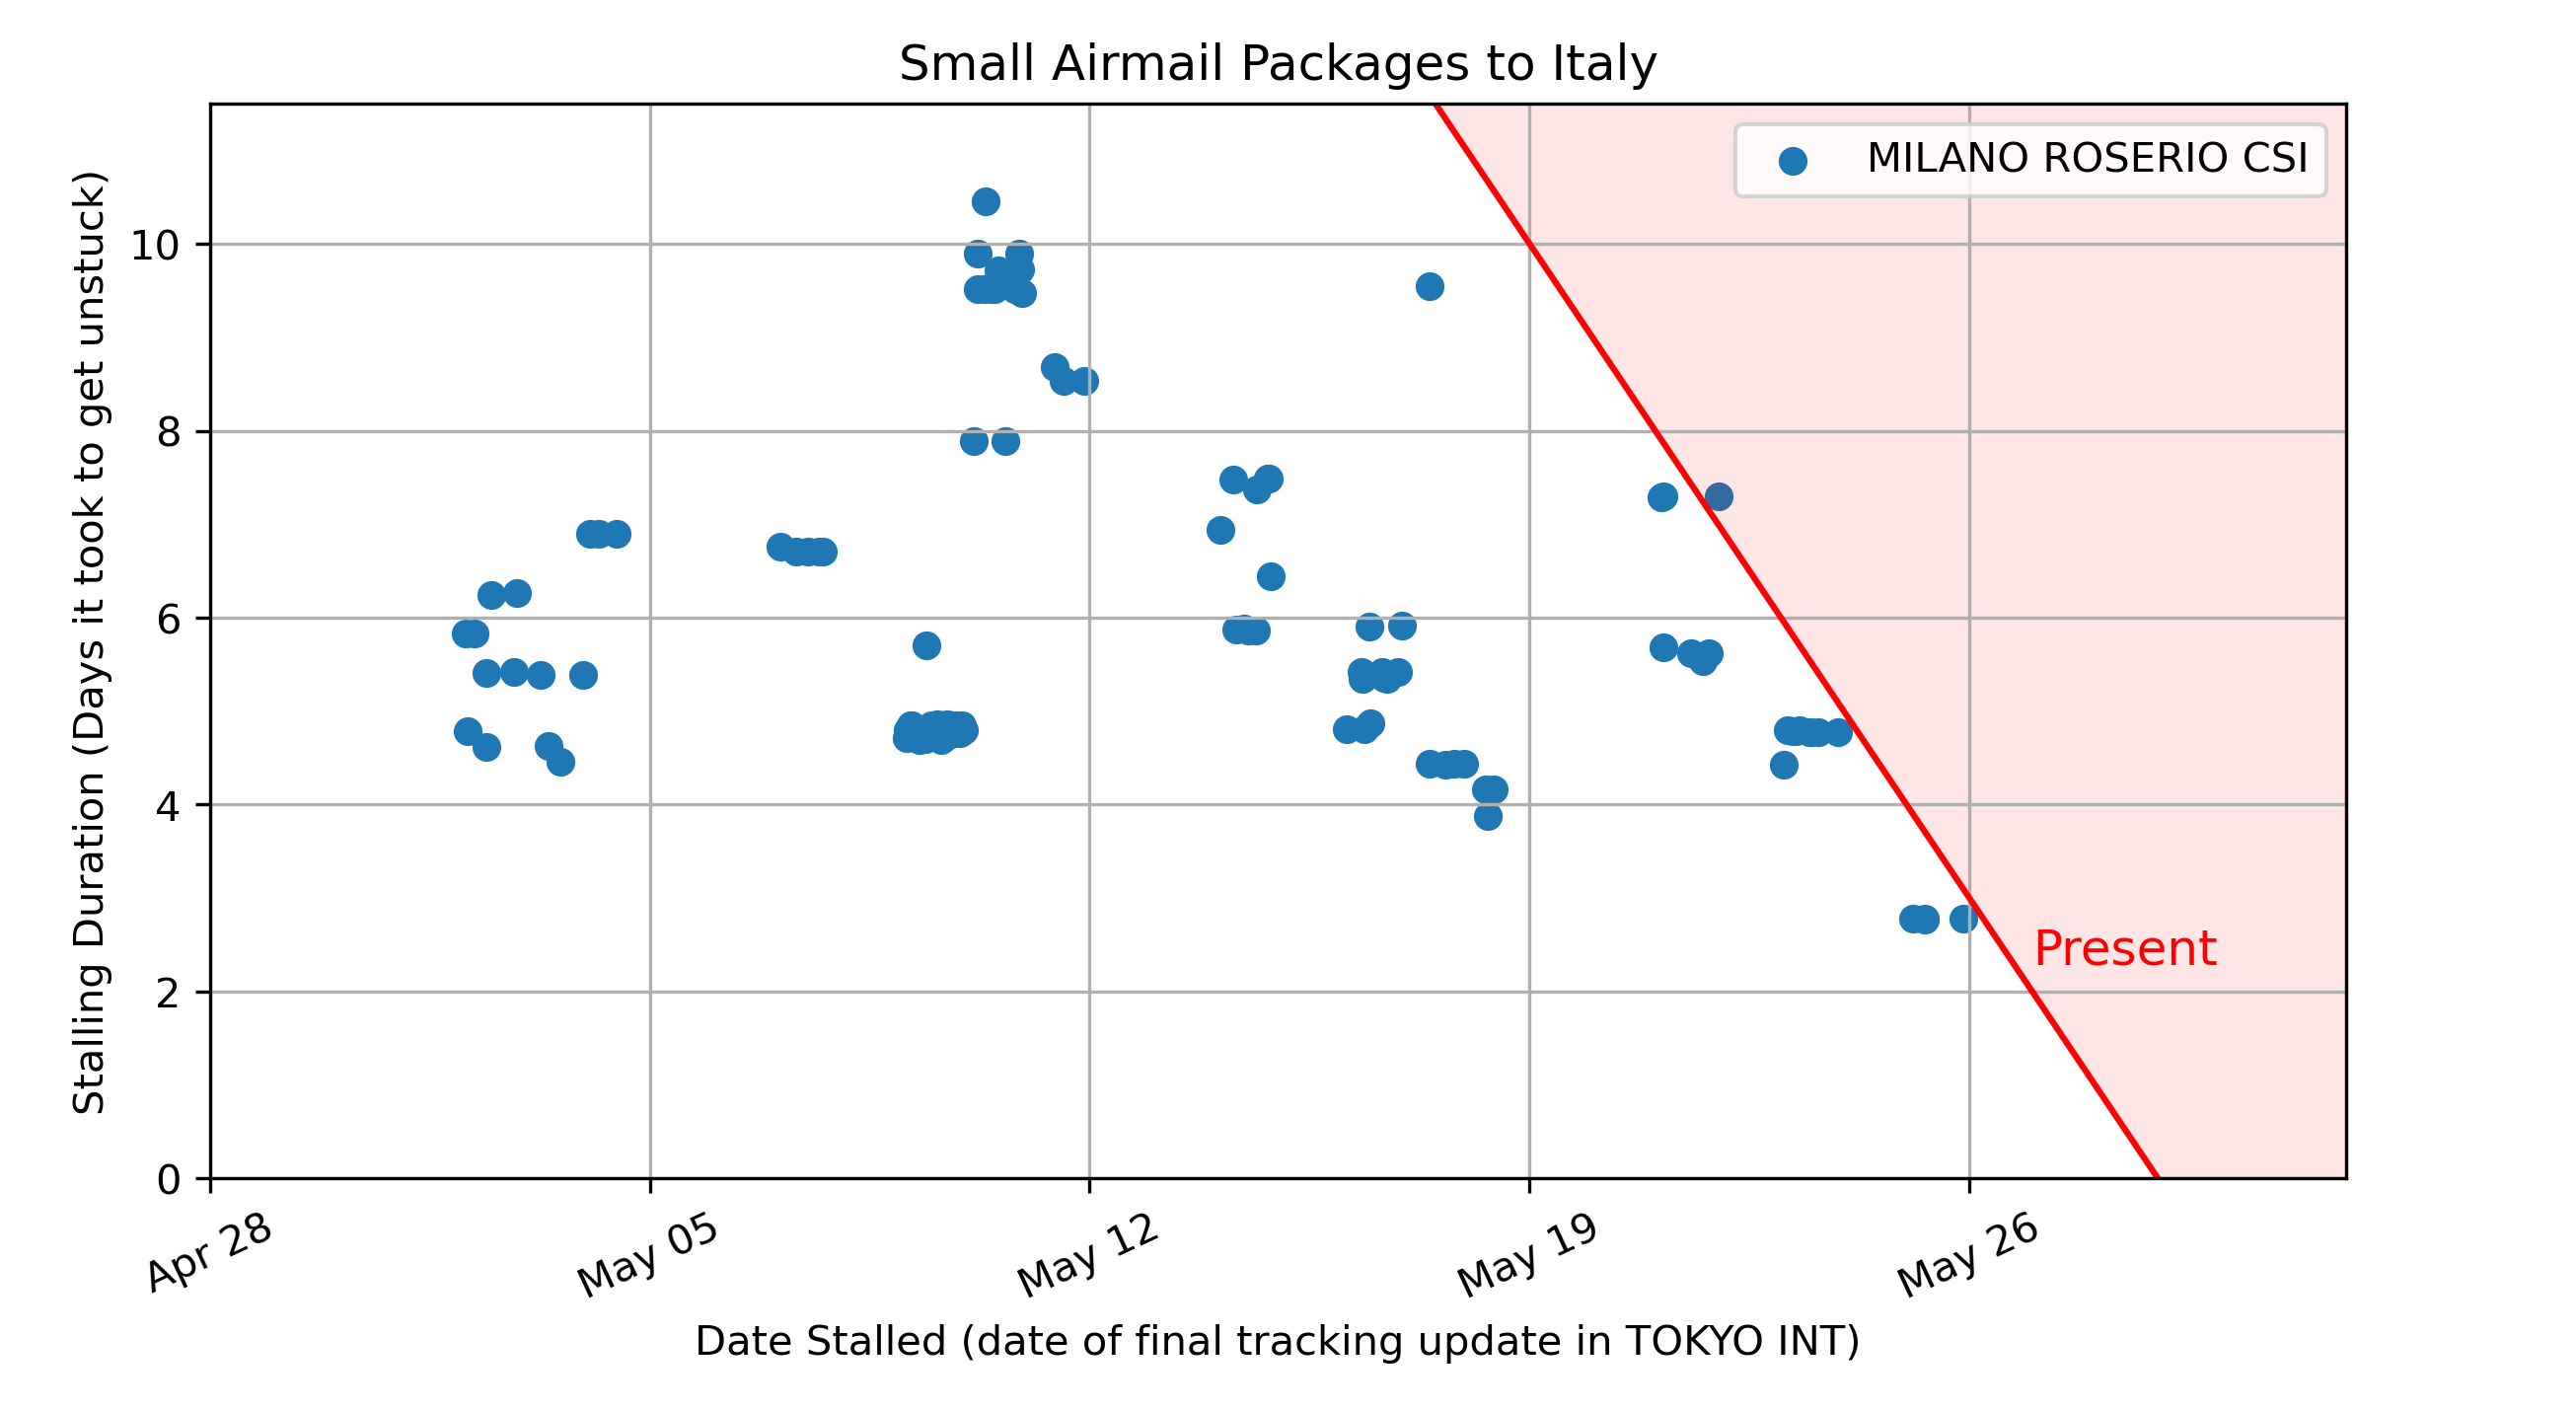 Small Airmail Packages to Italy
MILANO ROSERIO CSI
Stalling Duration (Days it took to get unstuck)
10
8
6
4
2
0
Present
Apr 28
May 05
May 12
May 19
May 26
Date Stalled (date of final tracking update in TOKYO INT)